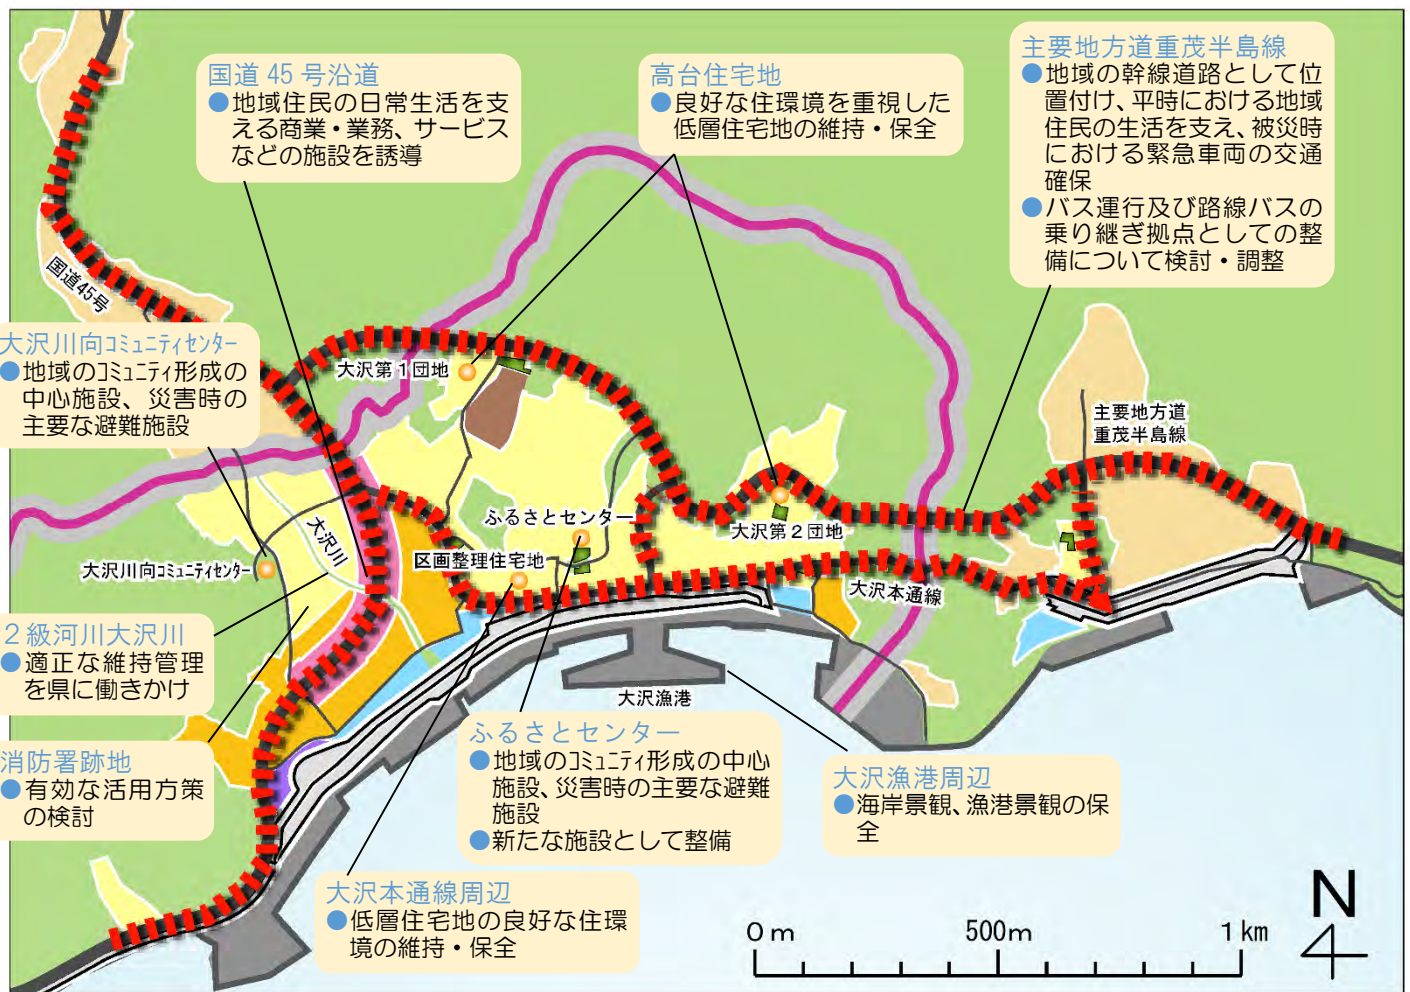 国道 45 号沿道
●地域住民の日常生活を支
える商業・業務、サービス
などの施設を誘導
高台住宅地
●良好な住環境を重視した
低層住宅地の維持・保全
主要地方道重茂半島線
●地域の幹線道路として位
置付け、平時における地域
住民の生活を支え、被災時
における緊急車両の交通
確保
●バス運行及び路線バスの
乗り継ぎ拠点としての整
備について検討・調整
国道45号
大沢川向コミュニティセンター
●地域のコミュニティ形成の
中心施設、災害時の
主要な避難施設
大沢第1団地
主要地方道
重茂半島線
ふるさとセンター
大沢第2団地
大沢川
区画整理住宅地
大沢川向コミュニティセンター
大沢本通線
2級河川大沢川
●適正な維持管理
を県に働きかけ
大沢漁港
消防署跡地
●有効な活用方策
の検討
ふるさとセンター
●地域のコミュニティ形成の中心
施設、災害時の主要な避難
施設
●新たな施設として整備
大沢漁港周辺
●海岸景観、漁港景観の保
全
大沢本通線周辺
●低層住宅地の良好な住環
境の維持・保全
0 m 500m 1 km
N